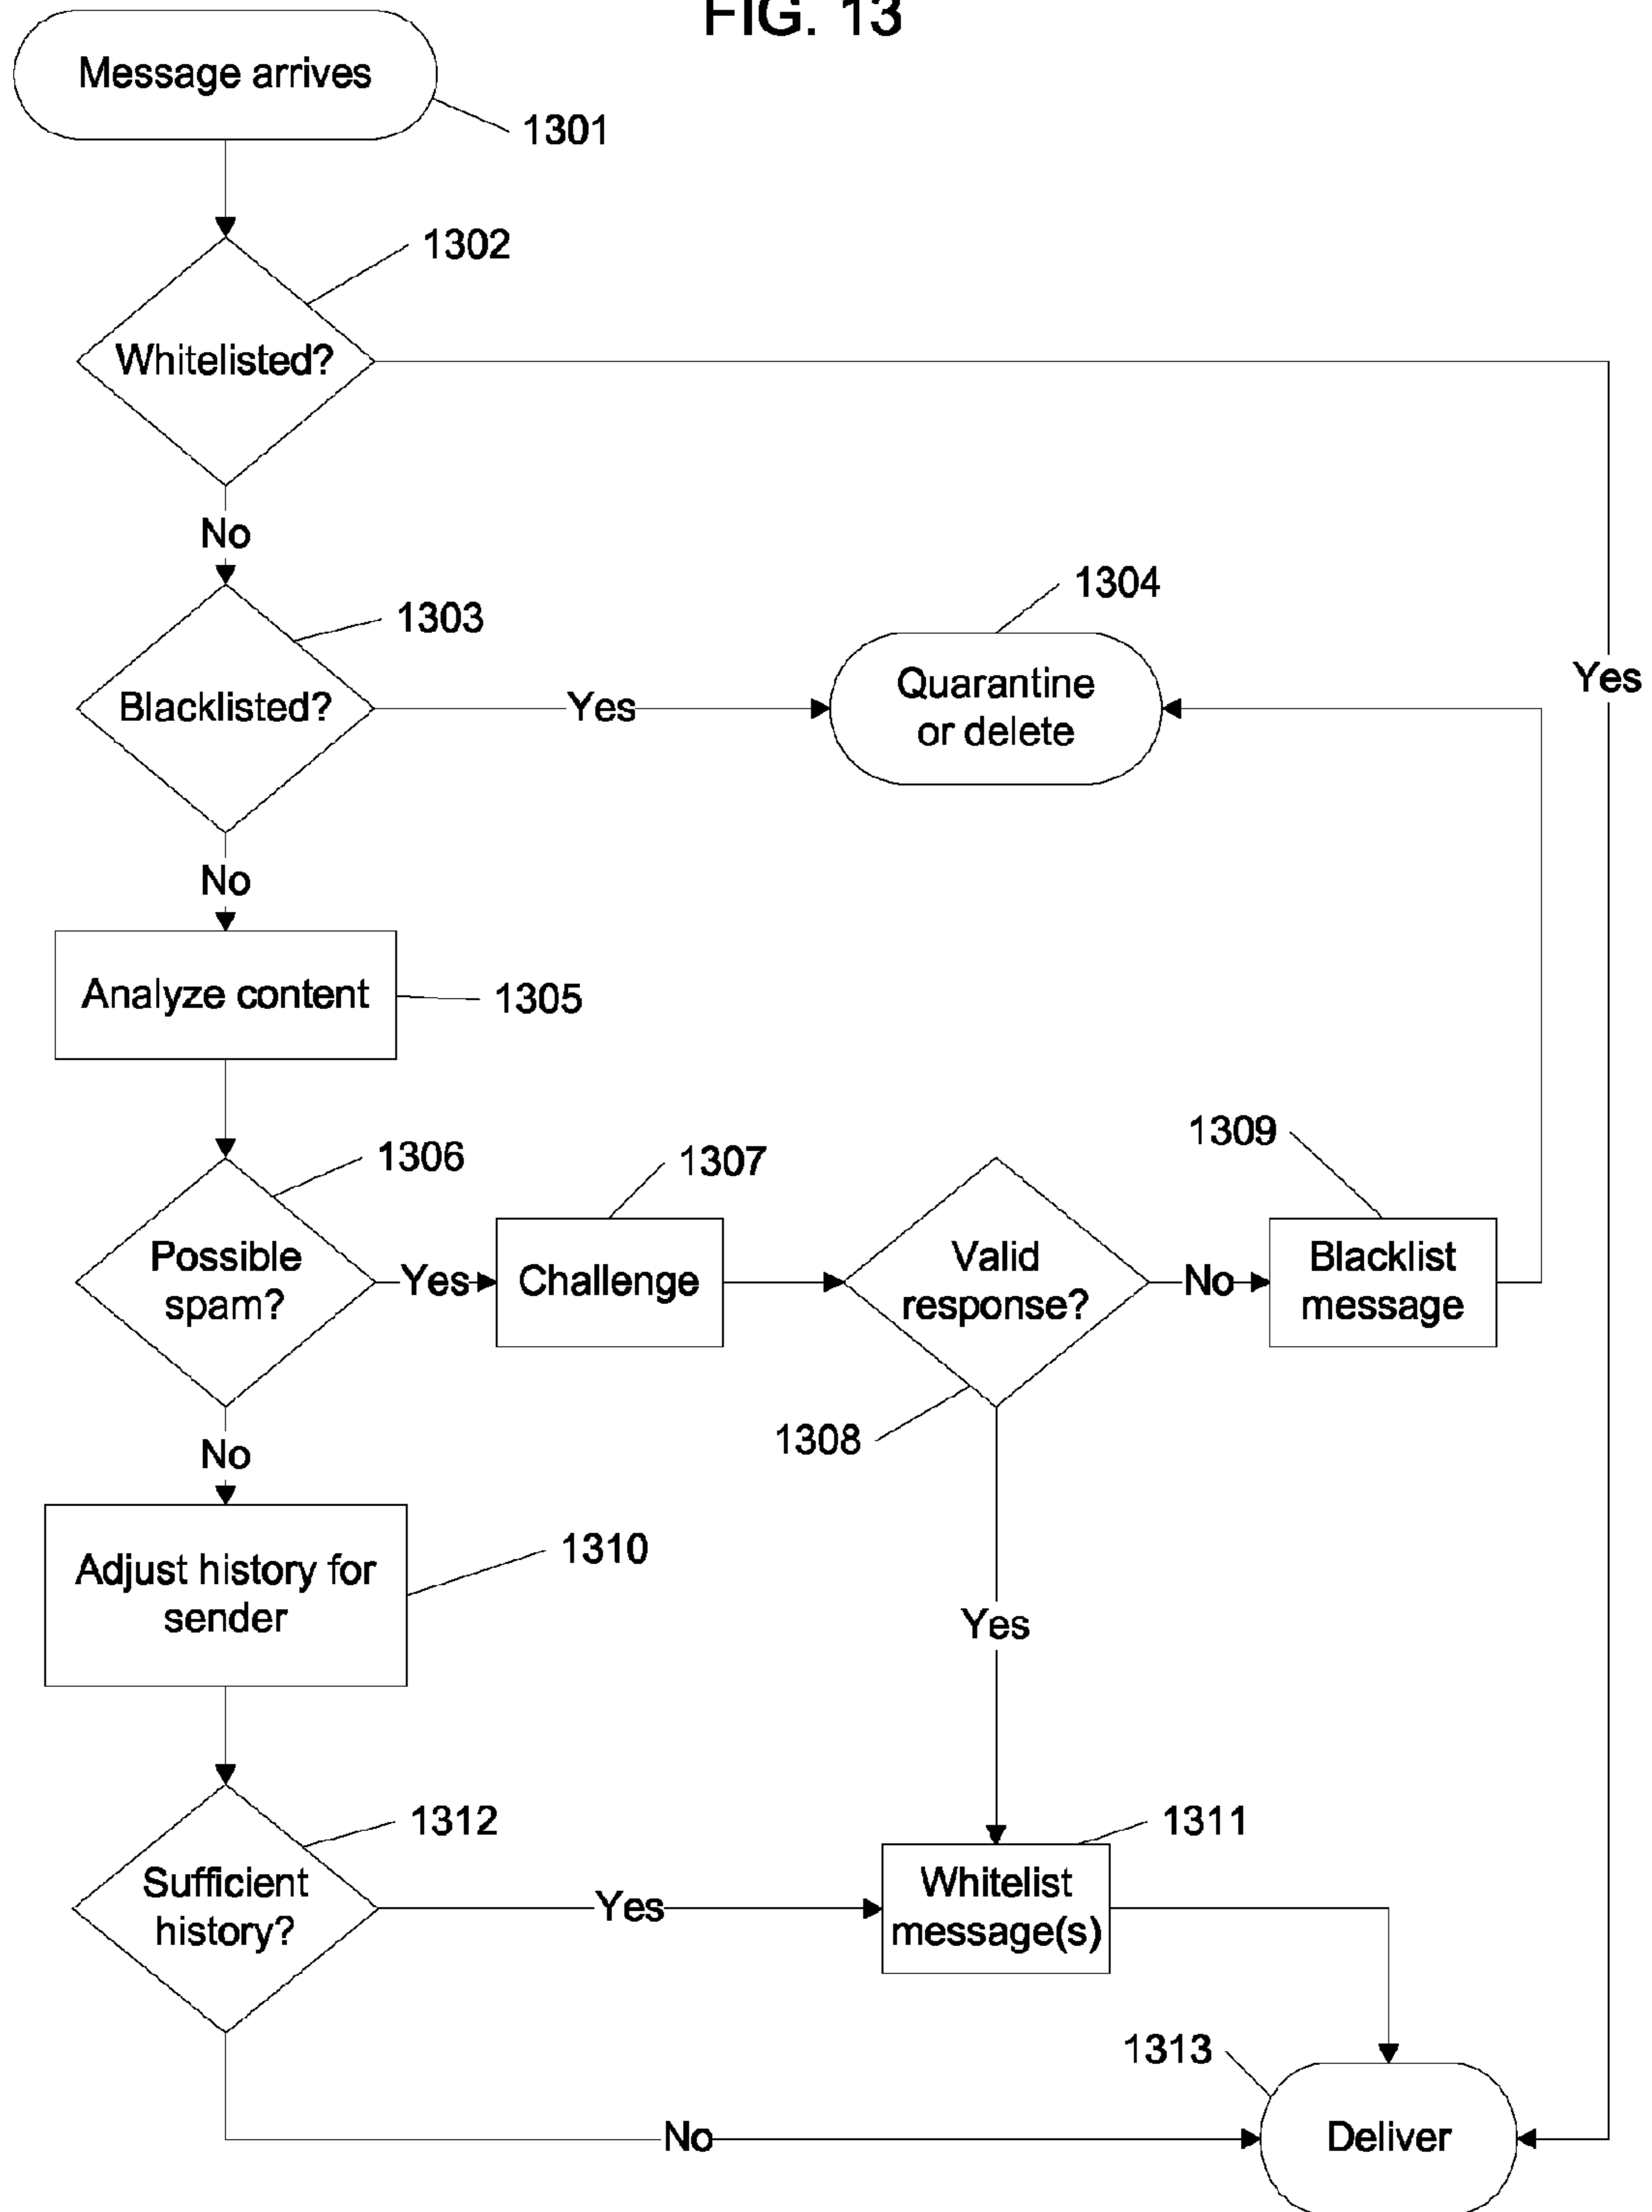 FIG. 13
Message arrives
1301
1302
Whitelisted?
No
Yes
1303
Blacklisted?
Yes
1304
Quarantine
or delete
No
Analyze content
1305
1306
Possible
spam?
Yes
1307
Challenge
Valid
response?
1308
No
1309
Blacklist
message
No
Adjust history for
sender
1310
Yes
1312
Sufficient
history?
Yes
1311
Whitelist
message(s)
No
1313
Deliver